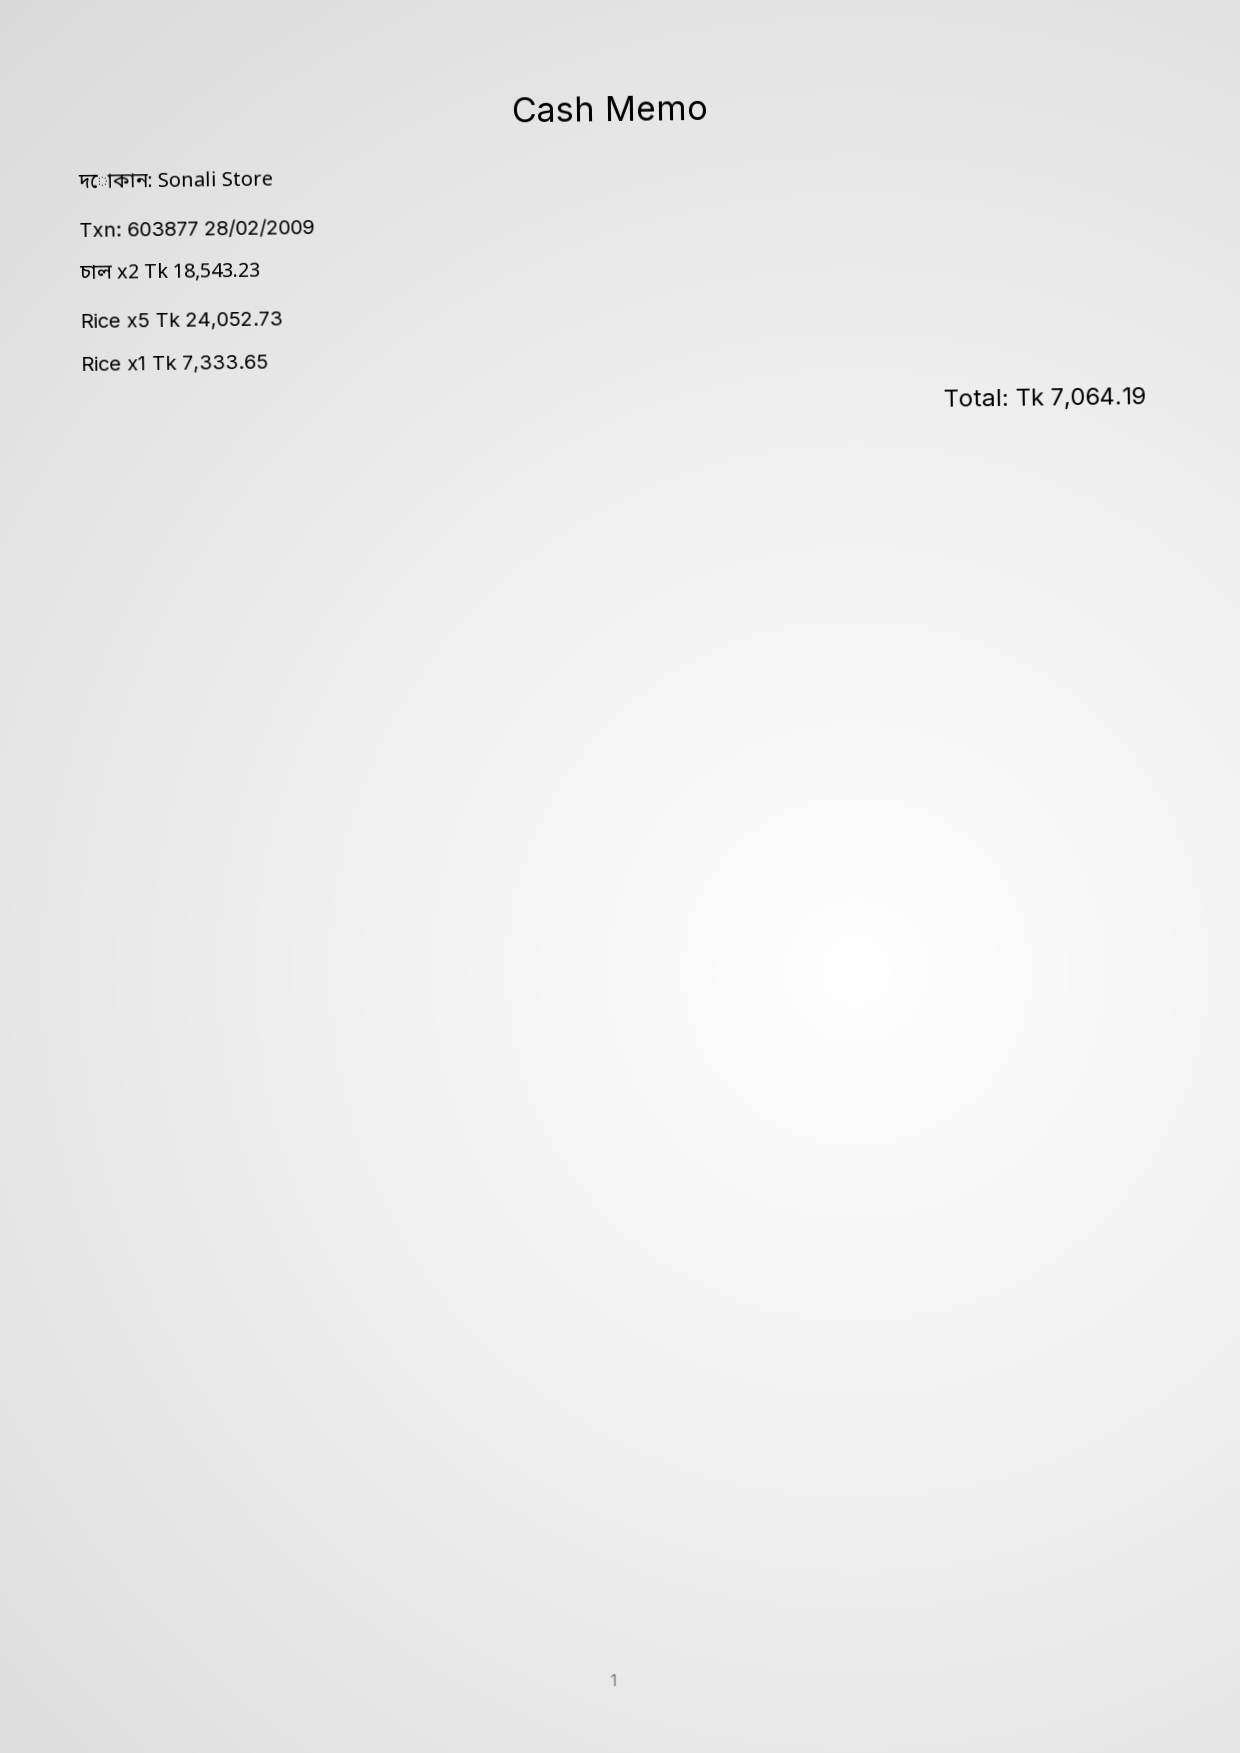 Cash Memo
দোকান: Sonali Store
Txn: 603877 28/02/2009
চাল x2 Tk 18,543.23
Rice x5 Tk 24,052.73
Rice x1 Tk 7,333.65
Total: Tk 7,064.19
1